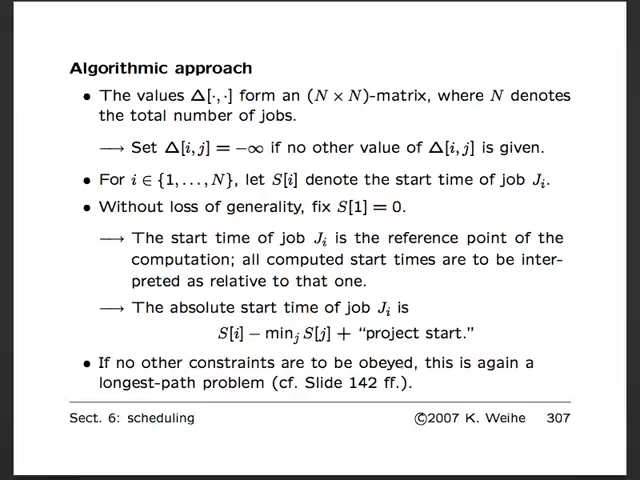 Algorithmic approach
• The values Δ[·,·] form an (N × N)-matrix, where N denotes
the total number of jobs.
⟶ Set Δ[i,j] = −∞ if no other value of Δ[i,j] is given.
• For i ∈ {1,...,N}, let S[i] denote the start time of job Jᵢ.
• Without loss of generality, fix S[1] = 0.
⟶ The start time of job Jᵢ is the reference point of the
computation; all computed start times are to be inter-
preted as relative to that one.
⟶ The absolute start time of job Jᵢ is
S[i] − minⱼ S[j] + “project start.”
• If no other constraints are to be obeyed, this is again a
longest-path problem (cf. Slide 142 ff.).
Sect. 6: scheduling ©2007 K. Weihe 307